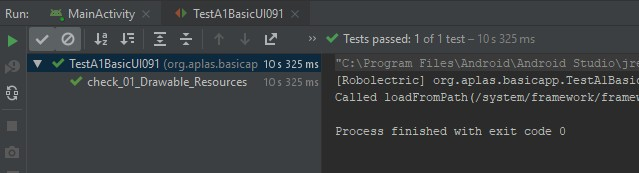 Run: MainActivity TestA1BasicUI091
» Tests passed: 1 of 1 test – 10 s 325 ms
TestA1BasicUI091 (org.aplas.basicap 10 s 325 ms
check_01_Drawable_Resources 10 s 325 ms
"C:\Program Files\Android\Android Studio\jre
[Robolectric] org.aplas.basicapp.TestA1Basic
Called loadFromPath(/system/framework/framew
Process finished with exit code 0